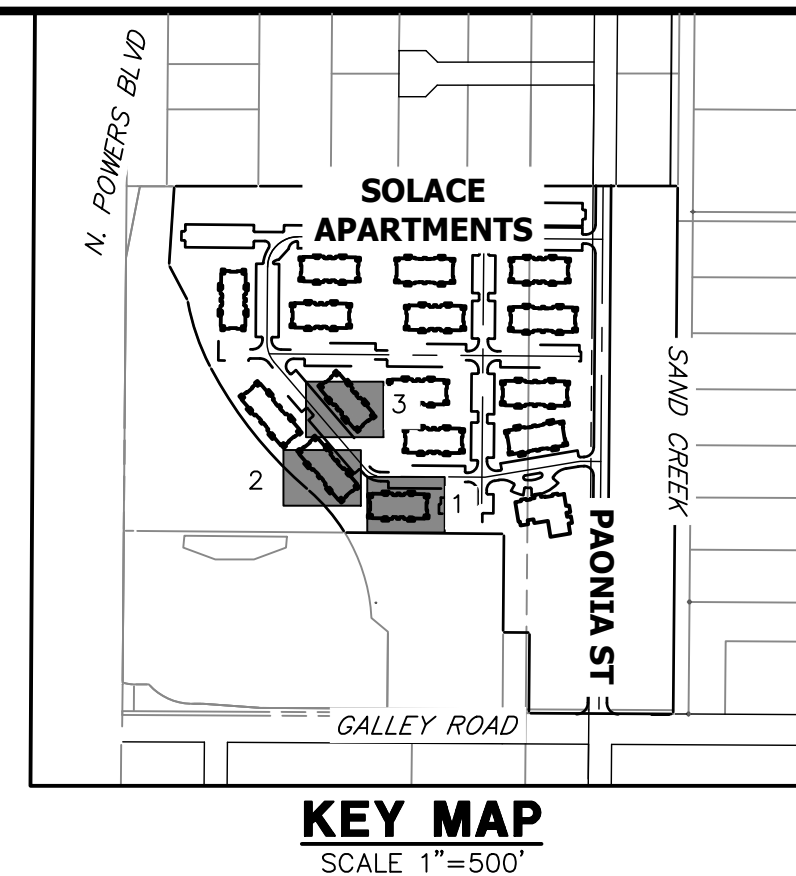 N. POWERS BLVD
SOLACE
APARTMENTS
SAND CREEK
3
2
1
PAONIA ST
GALLEY ROAD
KEY MAP
SCALE 1"=500'